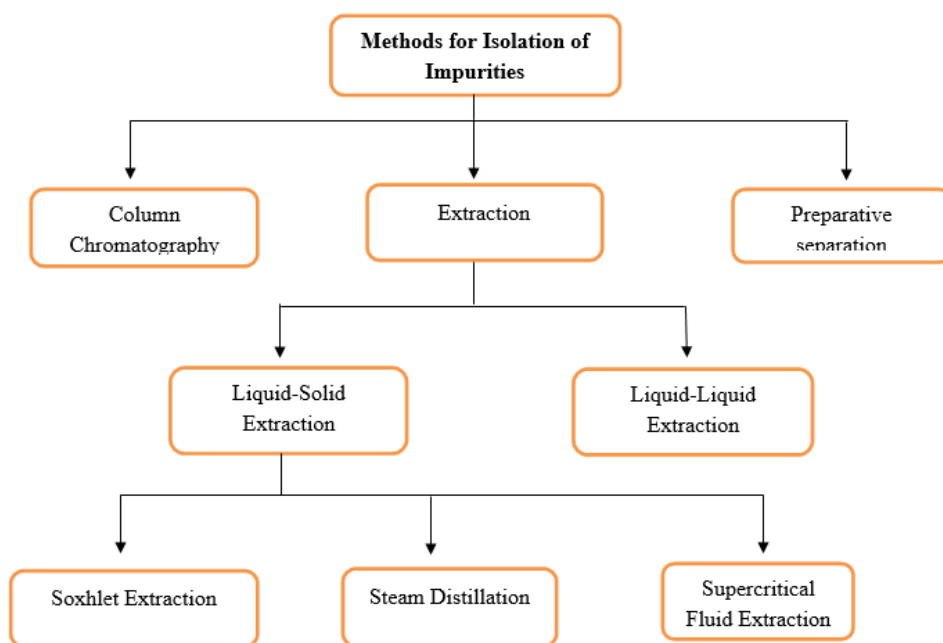 Methods for Isolation of
Impurities
Column
Chromatography
Extraction
Preparative
separation
Liquid-Solid
Extraction
Liquid-Liquid
Extraction
Soxhlet Extraction
Steam Distillation
Supercritical
Fluid Extraction